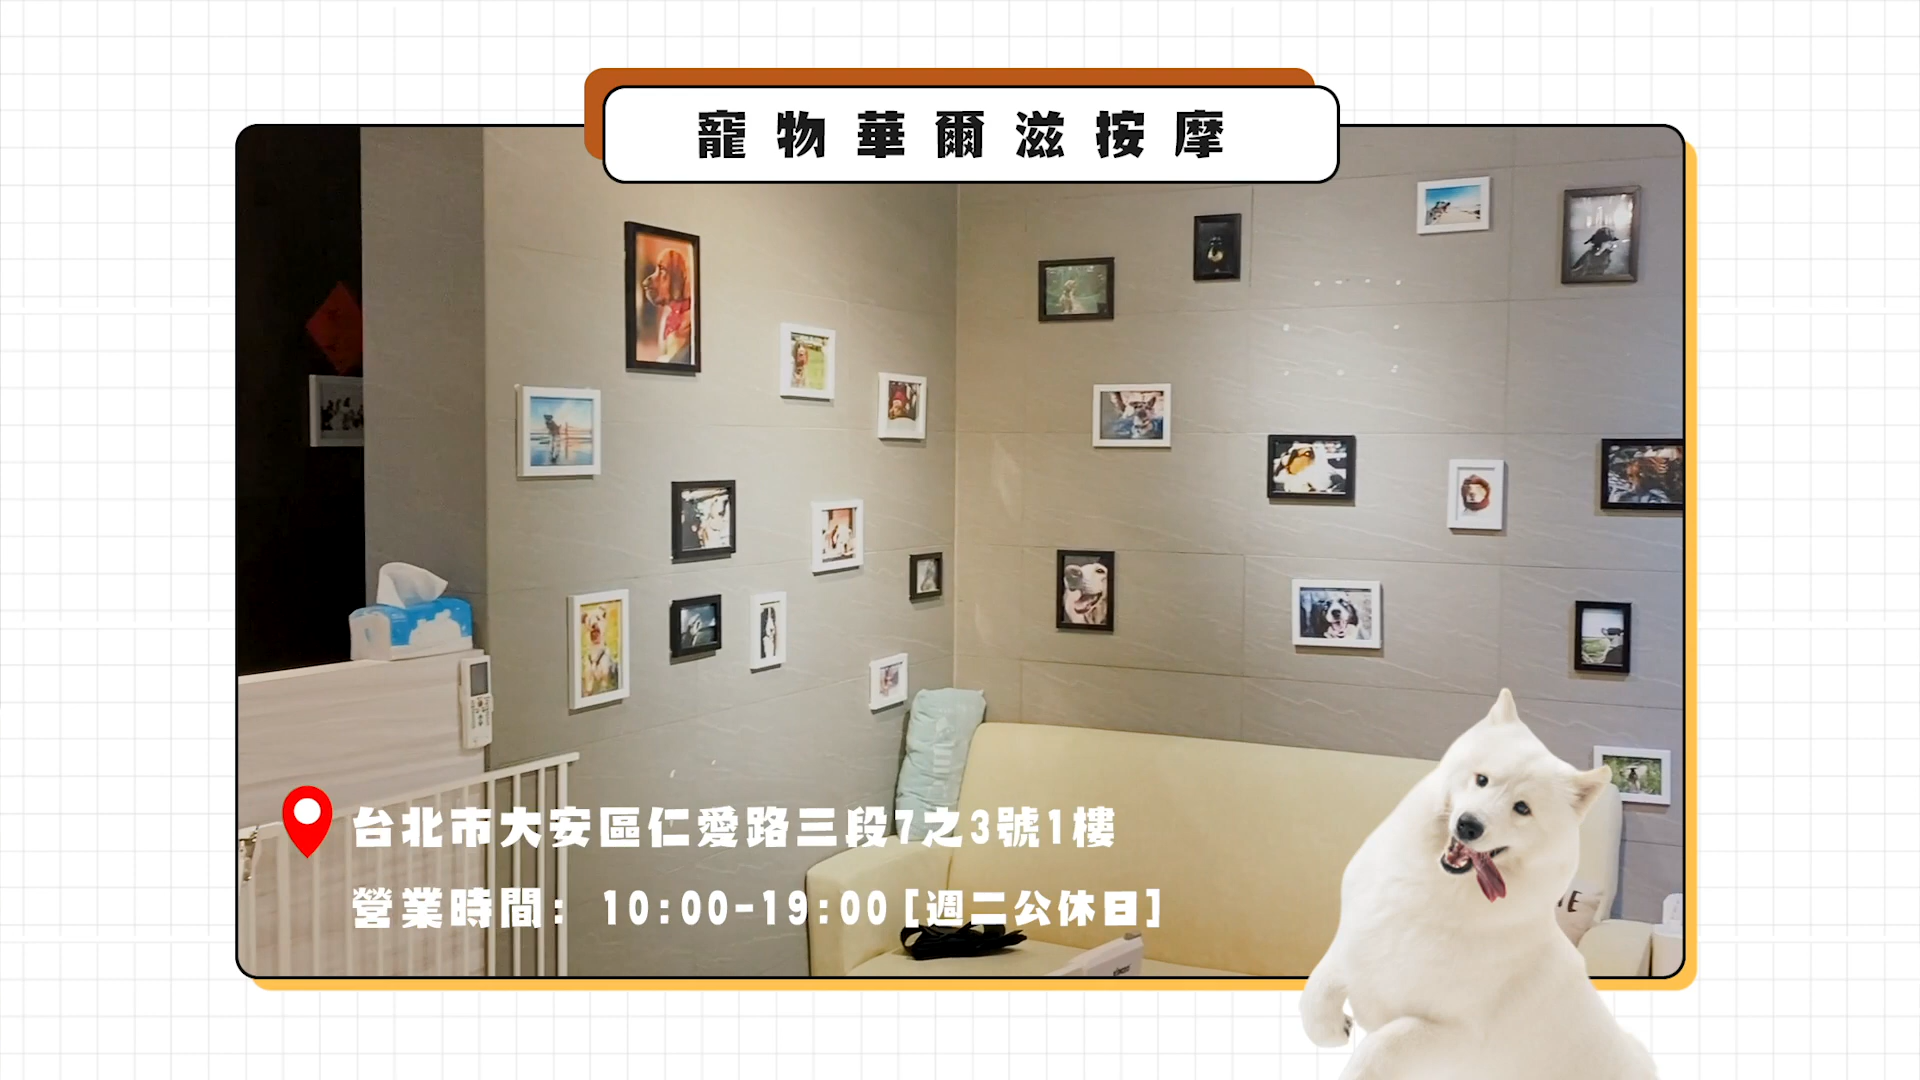 寵物華爾滋按摩
台北市大安區仁愛路三段7之3號1樓
營業時間: 10:00-19:00[週二公休日]